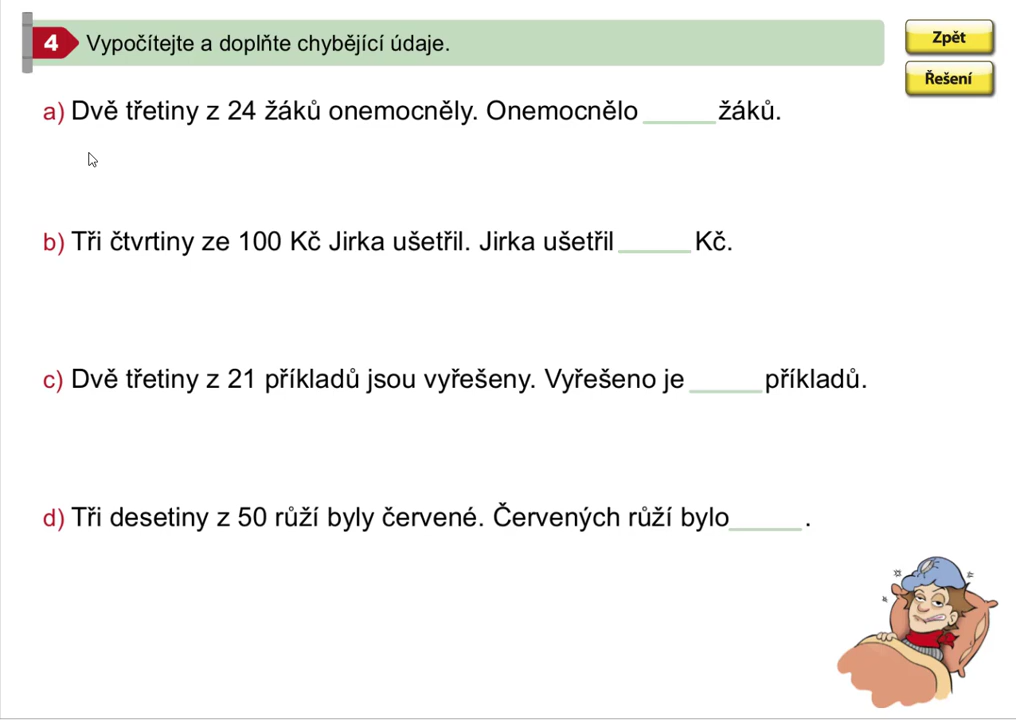 4 Vypočítejte a doplňte chybějící údaje.
Zpět
Řešení
a) Dvě třetiny z 24 žáků onemocněly. Onemocnělo ______ žáků.
b) Tři čtvrtiny ze 100 Kč Jirka ušetřil. Jirka ušetřil ______ Kč.
c) Dvě třetiny z 21 příkladů jsou vyřešeny. Vyřešeno je ______ příkladů.
d) Tři desetiny z 50 růží byly červené. Červených růží bylo ______ .